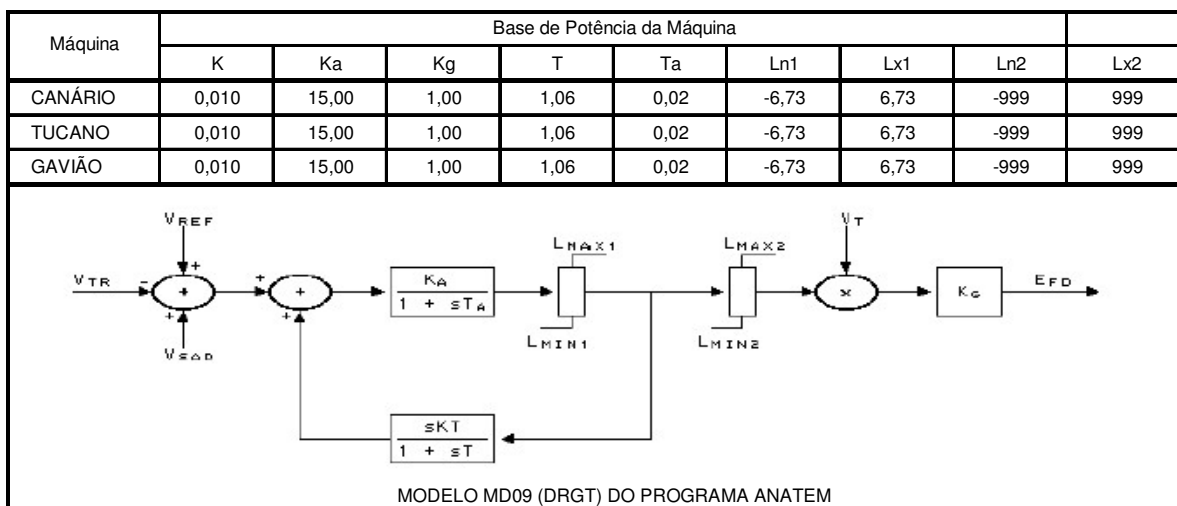 Máquina
Base de Potência da Máquina
K Ka Kg T Ta Ln1 Lx1 Ln2 Lx2
CANÁRIO 0,010 15,00 1,00 1,06 0,02 -6,73 6,73 -999 999
TUCANO 0,010 15,00 1,00 1,06 0,02 -6,73 6,73 -999 999
GAVIÃO 0,010 15,00 1,00 1,06 0,02 -6,73 6,73 -999 999
VREF
VT
LMAX1
LMAX2
VTR - + + + KA x KG EFD
+ + 1 + sTA
LMIN1
LMIN2
VSAD
sKT
1 + sT
MODELO MD09 (DRGT) DO PROGRAMA ANATEM